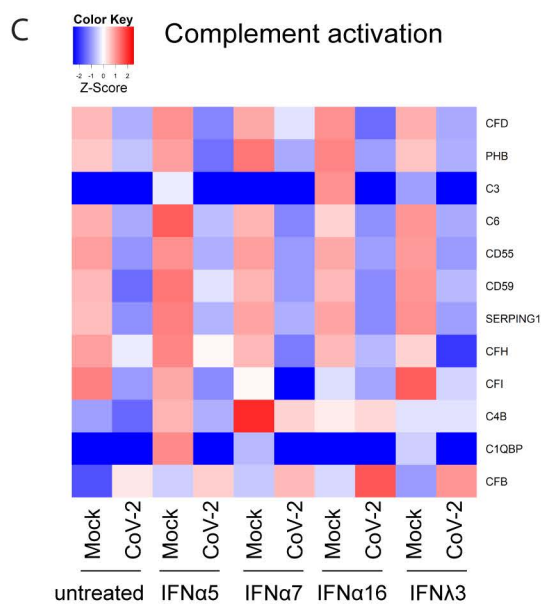 C
Color Key
Complement activation
-2 -1 0 1 2
Z-Score
CFD
PHB
C3
C6
CD55
CD59
SERPING1
CFH
CFI
C4B
C1QBP
CFB
Mock CoV-2 Mock CoV-2 Mock CoV-2 Mock CoV-2 Mock CoV-2
untreated IFNα5 IFNα7 IFNα16 IFNλ3